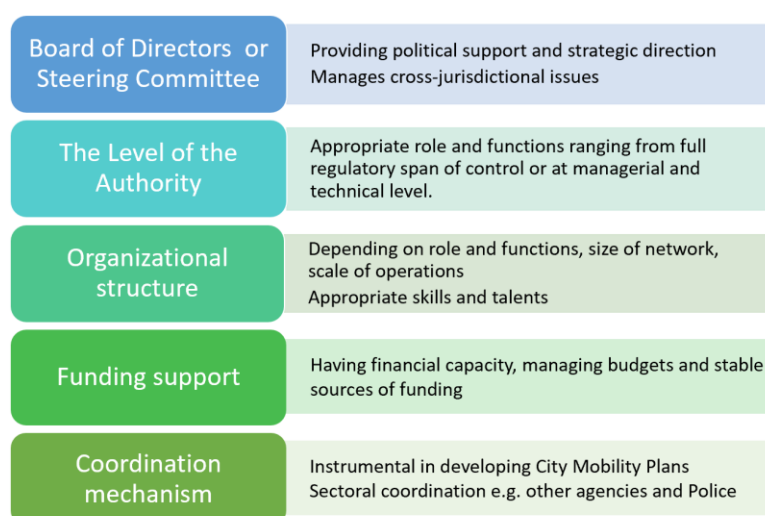 Board of Directors or
Steering Committee
Providing political support and strategic direction
Manages cross-jurisdictional issues
The Level of the
Authority
Appropriate role and functions ranging from full
regulatory span of control or at managerial and
technical level.
Organizational
structure
Depending on role and functions, size of network,
scale of operations
Appropriate skills and talents
Funding support
Having financial capacity, managing budgets and stable
sources of funding
Coordination
mechanism
Instrumental in developing City Mobility Plans
Sectoral coordination e.g. other agencies and Police